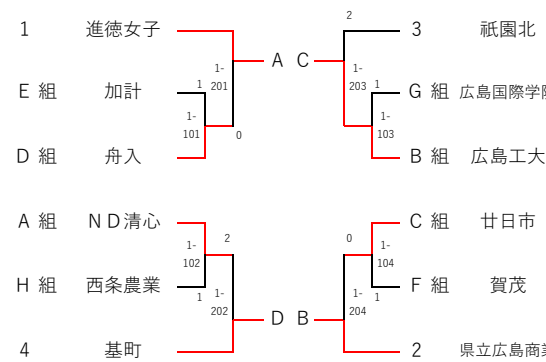 2
1 進徳女子 3 祇園北
A C
1-
201
1-
203
E 組 加計 1 1 G 組 広島国際学院
1-
101
1-
103
0
D 組 舟入 B 組 広島工大
A 組 ND清心 C 組 廿日市
2 0
1-
102
1-
104
H 組 西条農業 1 1 F 組 賀茂
1-
202
1-
204
D B
4 基町 2 県立広島商業